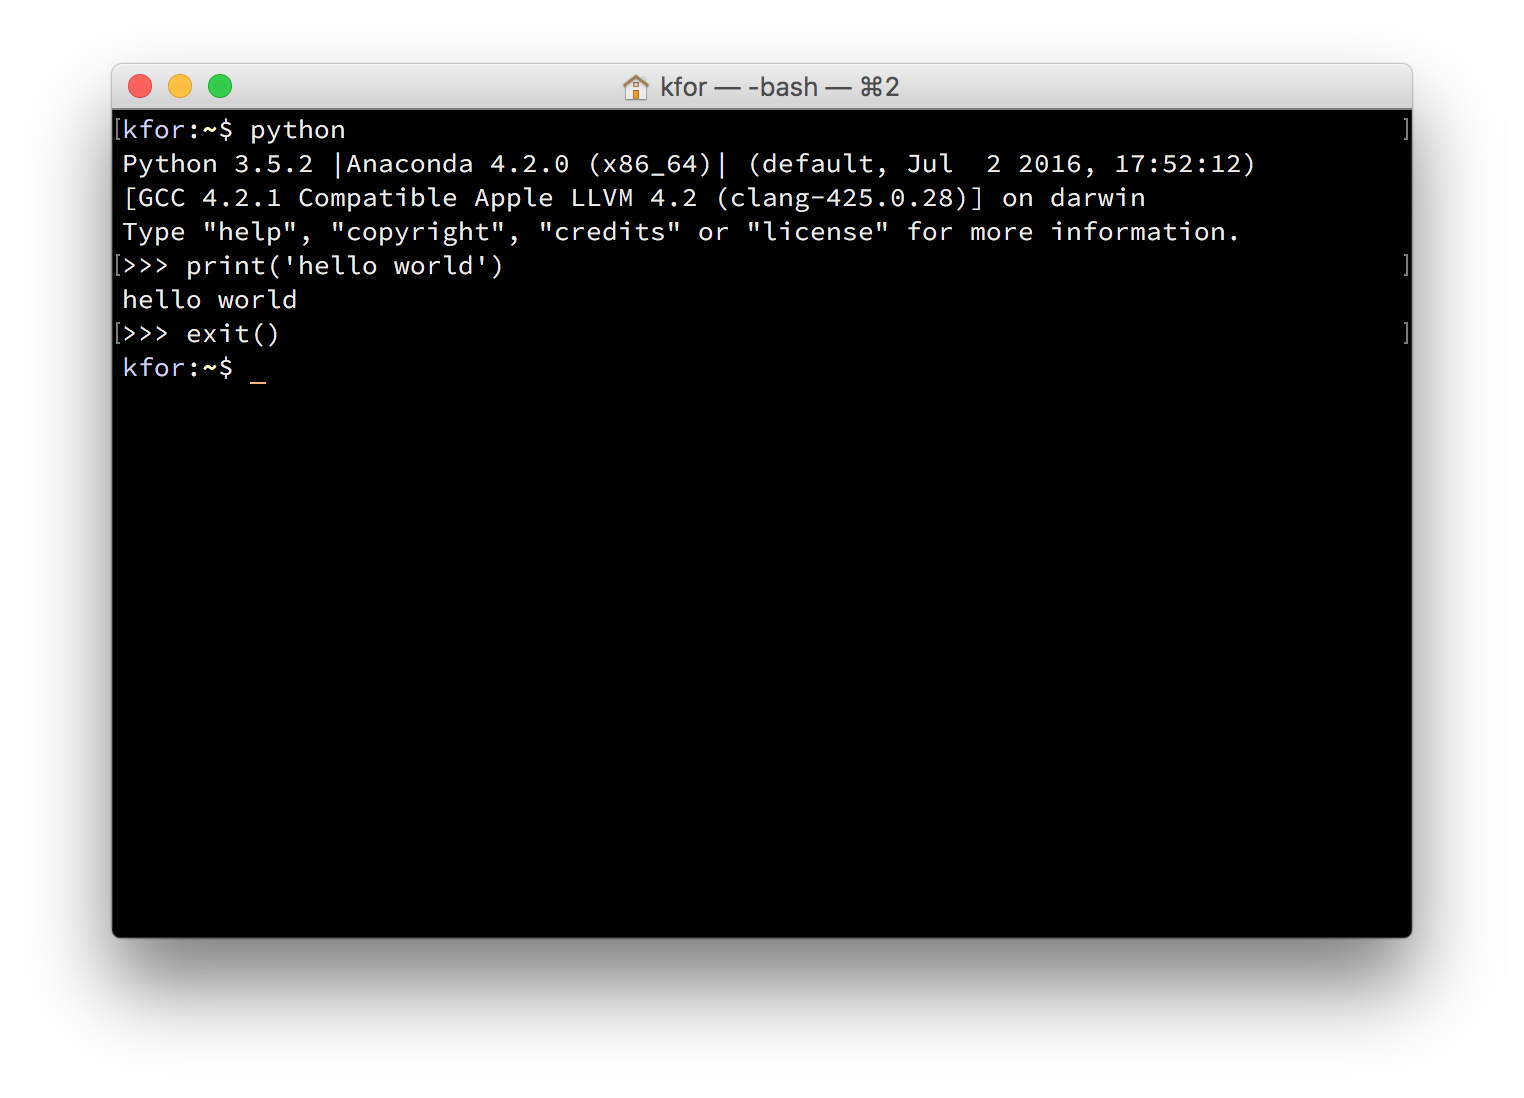 kfor — -bash — ⌘2
[kfor:~$ python ]
Python 3.5.2 |Anaconda 4.2.0 (x86_64)| (default, Jul  2 2016, 17:52:12)
[GCC 4.2.1 Compatible Apple LLVM 4.2 (clang-425.0.28)] on darwin
Type "help", "copyright", "credits" or "license" for more information.
[>>> print('hello world') ]
hello world
[>>> exit() ]
kfor:~$ _